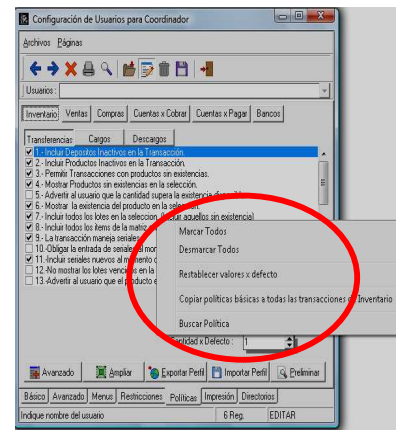 Configuración de Usuarios para Coordinador
Archivos Páginas
Usuarios :
Inventario Ventas Compras Cuentas x Cobrar Cuentas x Pagar Bancos
Transferencias Cargos Descargos
1.- Incluir Depositos Inactivos en la Transacción.
2.- Incluir Productos Inactivos en la Transacción.
3.- Permitir Transacciones con productos sin existencias.
4.- Mostrar Productos sin existencias en la selección.
5.- Advertir al usuario que la cantidad supera la existencia
6.- Mostrar la existencia del producto en la selección.
7.- Incluir todos los lotes en la seleccion. (Incluir aquellos sin existencia)
8.- Incluir todos los items de la matriz
9.- La transacción maneja seriales
10.-Obligar la entrada de seriales al
11.-Incluir seriales nuevos al momento
12.-No mostrar los lotes vencidos en la
13.-Advertir al usuario que el producto
Marcar Todos
Desmarcar Todos
Restablecer valores x defecto
Copiar políticas básicas a todas las transacciones de Inventario
Buscar Política
Cantidad x Defecto : 1
Avanzado Ampliar Exportar Perfil Importar Perfil Preliminar
Básico Avanzado Menus Restricciones Políticas Impresión Directorios
Indique nombre del usuario 6 Reg. EDITAR